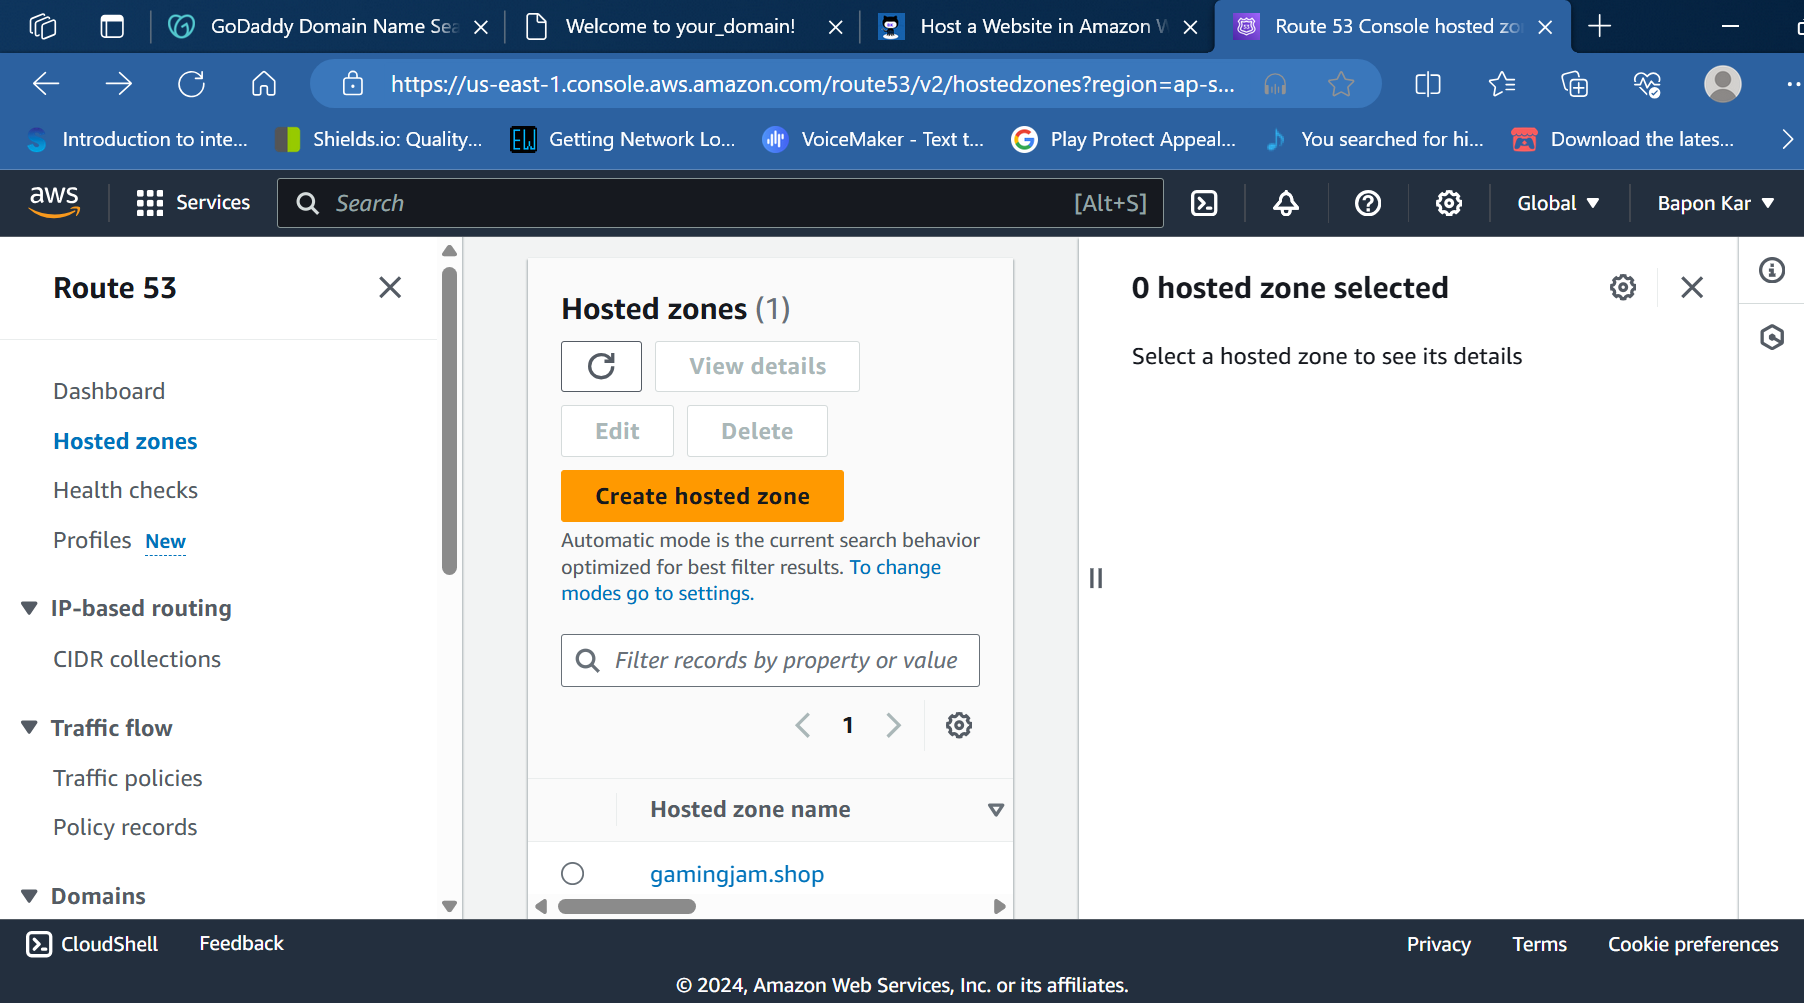 GoDaddy Domain Name Sea
Welcome to your_domain!
Host a Website in Amazon W
Route 53 Console hosted zo
https://us-east-1.console.aws.amazon.com/route53/v2/hostedzones?region=ap-s...
Introduction to inte...
Shields.io: Quality...
EW
Getting Network Lo...
VoiceMaker - Text t...
G
Play Protect Appeal...
You searched for hi...
Download the lates...
aws
Services
Search
[Alt+S]
Global
Bapon Kar
Route 53
Dashboard
Hosted zones
Health checks
Profiles New
IP-based routing
CIDR collections
Traffic flow
Traffic policies
Policy records
Domains
Hosted zones (1)
View details
Edit
Delete
Create hosted zone
Automatic mode is the current search behavior
optimized for best filter results. To change
modes go to settings.
Filter records by property or value
1
Hosted zone name
gamingjam.shop
0 hosted zone selected
Select a hosted zone to see its details
CloudShell
Feedback
Privacy
Terms
Cookie preferences
© 2024, Amazon Web Services, Inc. or its affiliates.